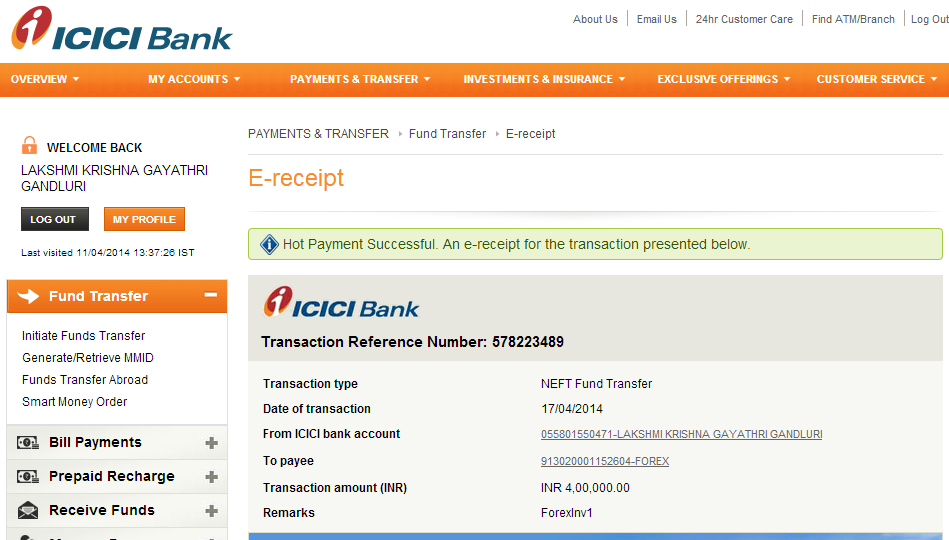 ICICI Bank
About Us
Email Us
24hr Customer Care
Find ATM/Branch
Log Out
OVERVIEW
MY ACCOUNTS
PAYMENTS & TRANSFER
INVESTMENTS & INSURANCE
EXCLUSIVE OFFERINGS
CUSTOMER SERVICE
WELCOME BACK
LAKSHMI KRISHNA GAYATHRI
GANDLURI
LOG OUT
MY PROFILE
Last visited 11/04/2014 13:37:26 IST
Fund Transfer
Initiate Funds Transfer
Generate/Retrieve MMID
Funds Transfer Abroad
Smart Money Order
Bill Payments
Prepaid Recharge
Receive Funds
PAYMENTS & TRANSFER
Fund Transfer
E-receipt
E-receipt
Hot Payment Successful. An e-receipt for the transaction presented below.
ICICI Bank
Transaction Reference Number: 578223489
Transaction type NEFT Fund Transfer
Date of transaction 17/04/2014
From ICICI bank account 055801550471-LAKSHMI KRISHNA GAYATHRI GANDLURI
To payee 913020001152604-FOREX
Transaction amount (INR) INR 4,00,000.00
Remarks ForexInv1